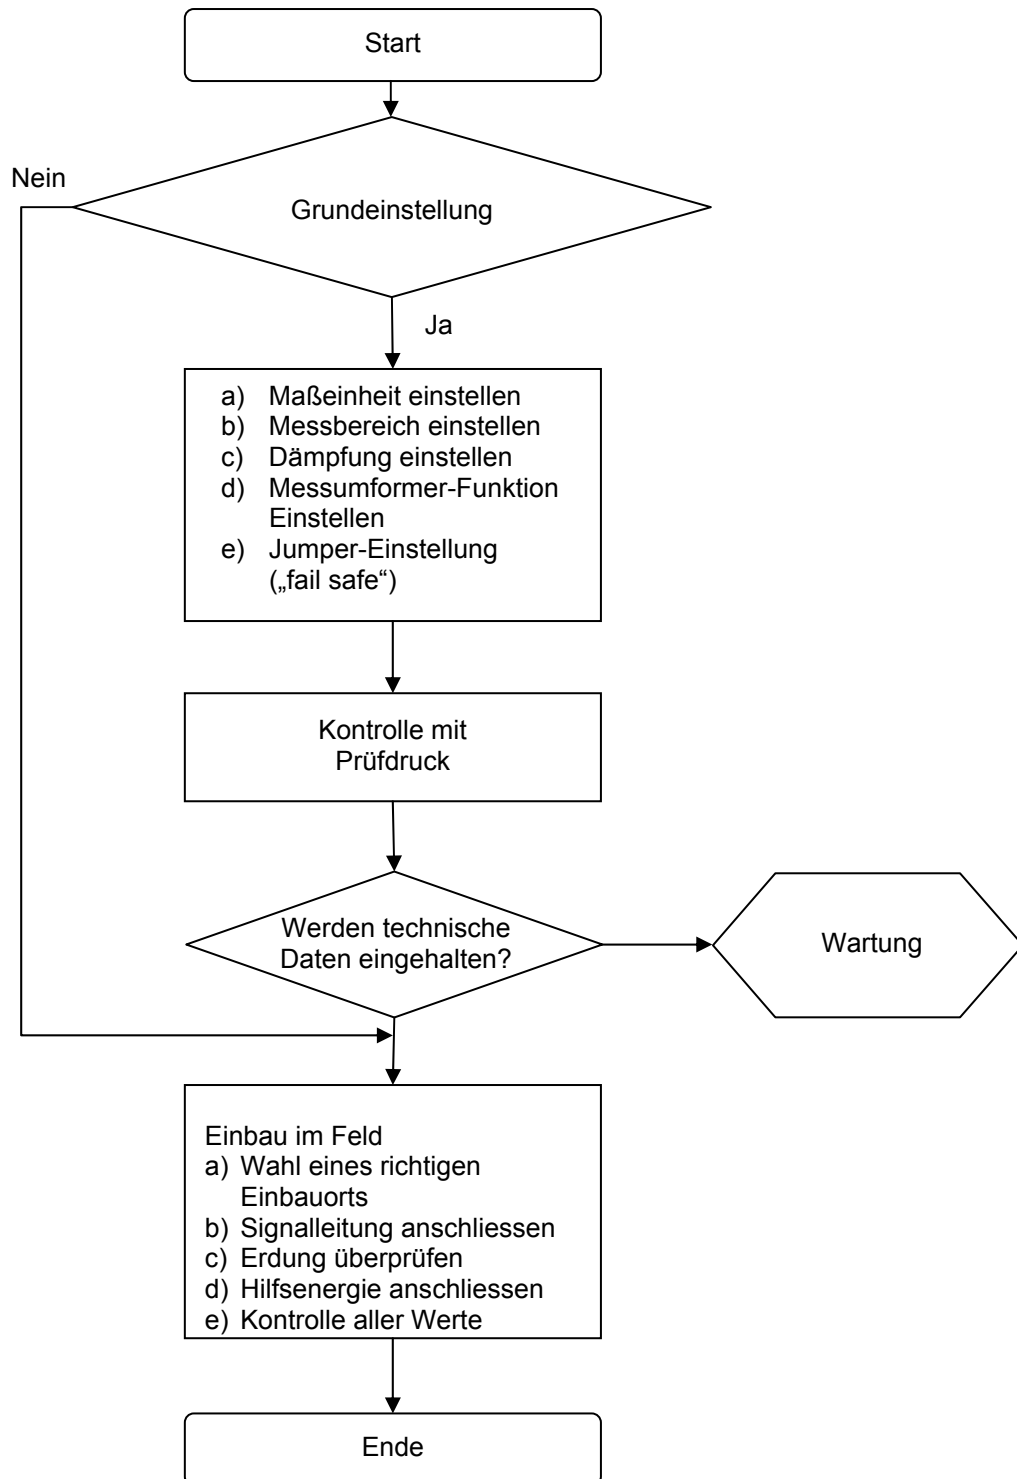 Start
Nein
Grundeinstellung
Ja
a) Maßeinheit einstellen
b) Messbereich einstellen
c) Dämpfung einstellen
d) Messumformer-Funktion
Einstellen
e) Jumper-Einstellung
(„fail safe“)
Kontrolle mit
Prüfdruck
Werden technische
Daten eingehalten?
Wartung
Einbau im Feld
a) Wahl eines richtigen
Einbauorts
b) Signalleitung anschliessen
c) Erdung überprüfen
d) Hilfsenergie anschliessen
e) Kontrolle aller Werte
Ende